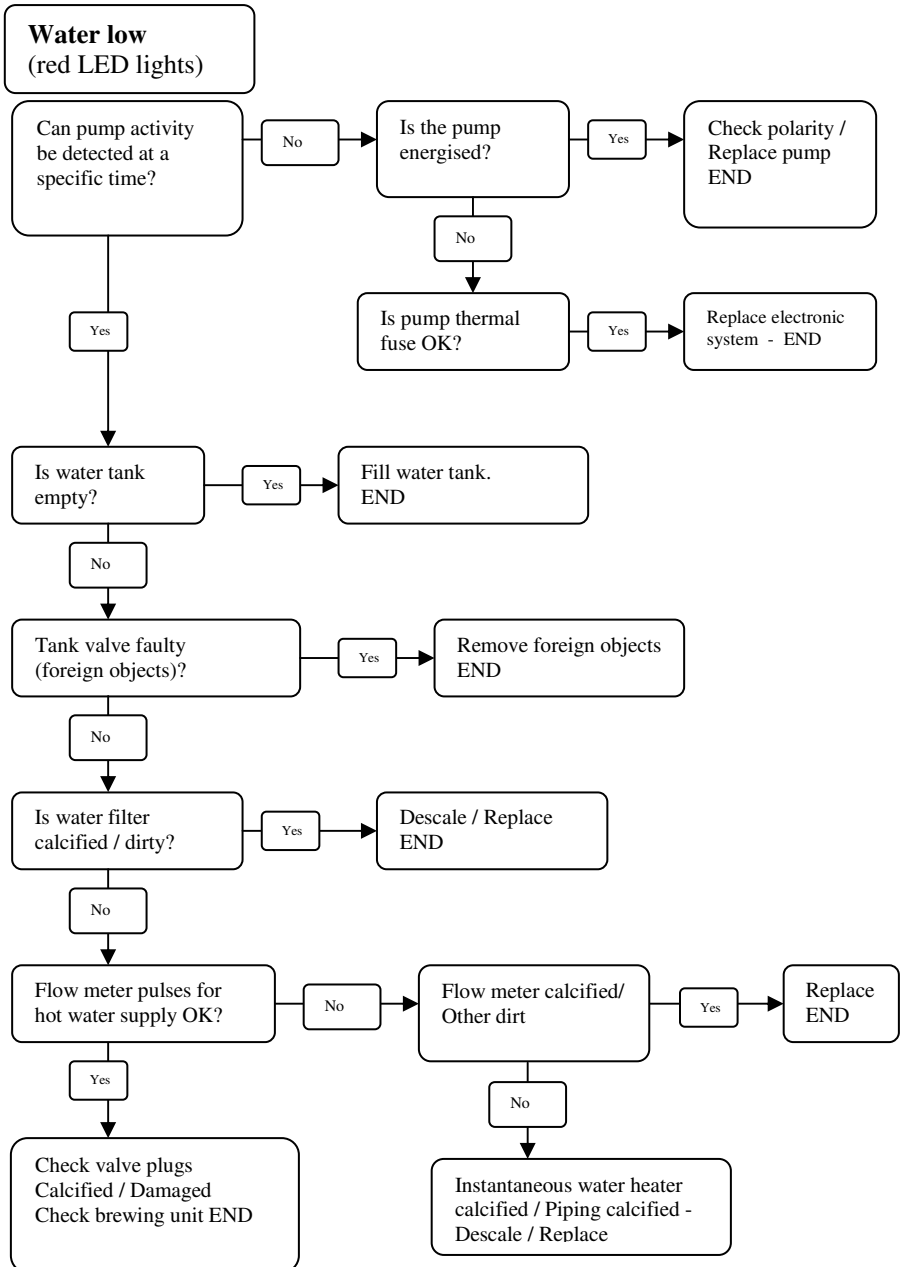 Water low
(red LED lights)
Can pump activity
be detected at a
specific time?
No
Is the pump
energised?
Yes
Check polarity /
Replace pump
END
No
Yes
Is pump thermal
fuse OK?
Yes
Replace electronic
system - END
Is water tank
empty?
Yes
Fill water tank.
END
No
Tank valve faulty
(foreign objects)?
Yes
Remove foreign objects
END
No
Is water filter
calcified / dirty?
Yes
Descale / Replace
END
No
Flow meter pulses for
hot water supply OK?
No
Flow meter calcified/
Other dirt
Yes
Replace
END
Yes
No
Check valve plugs
Calcified / Damaged
Check brewing unit END
Instantaneous water heater
calcified / Piping calcified -
Descale / Replace